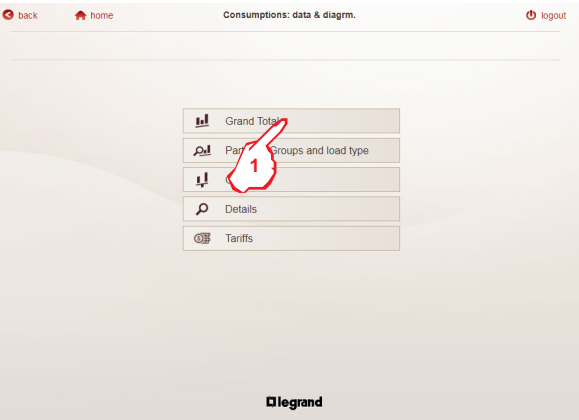 back
home
Consumptions: data & diagrm.
logout
Grand Total
Groups and load type
1
Details
Tariffs
legrand